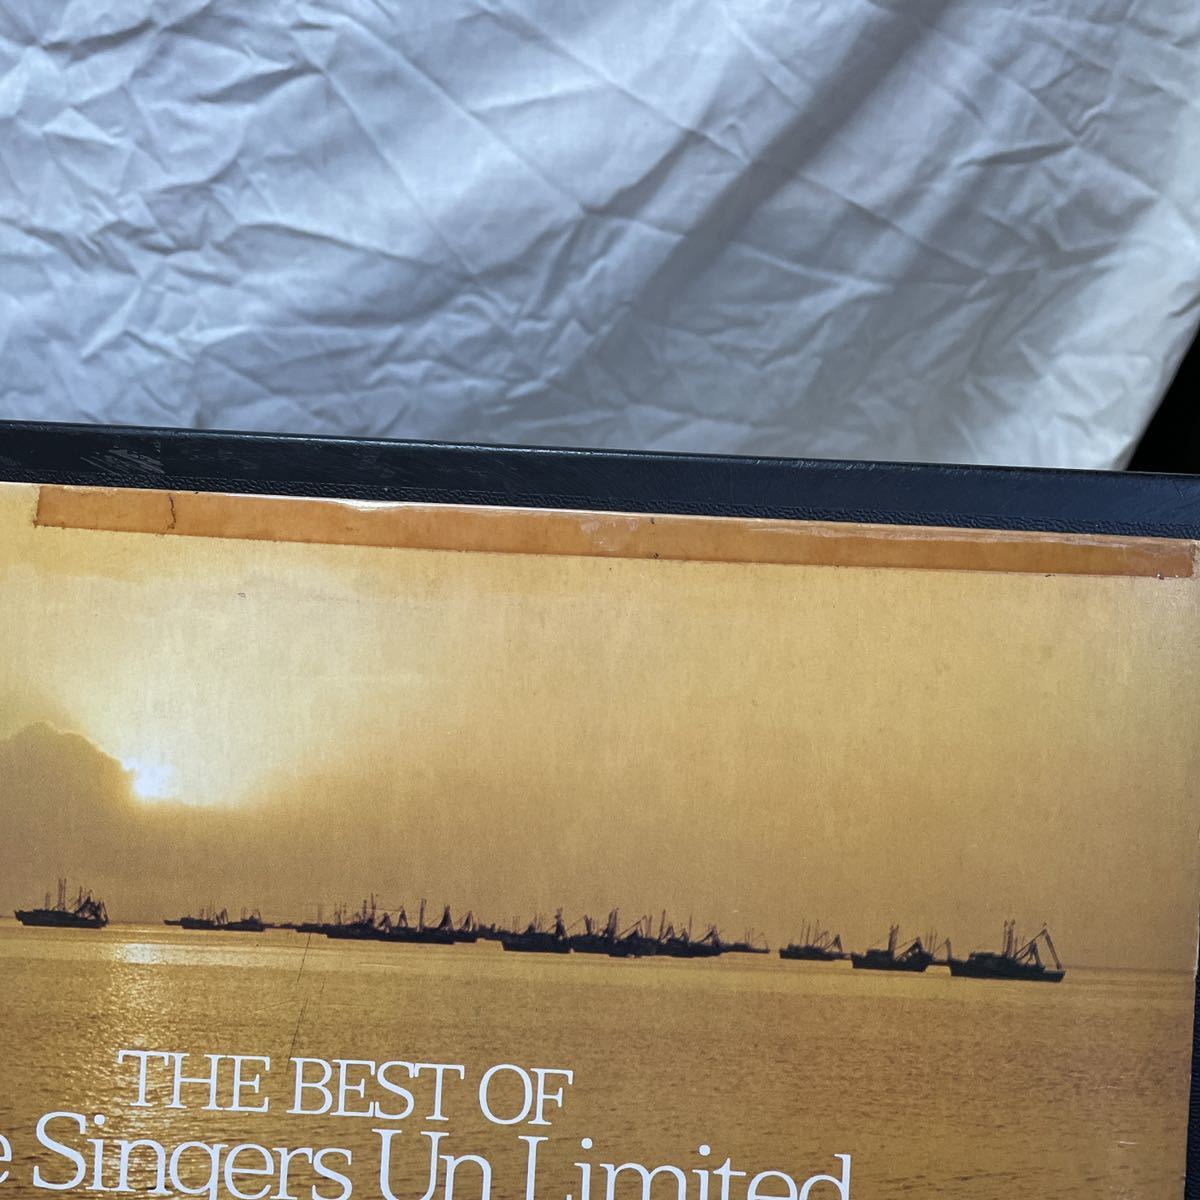 THE BEST OF
e Singers Un Limited